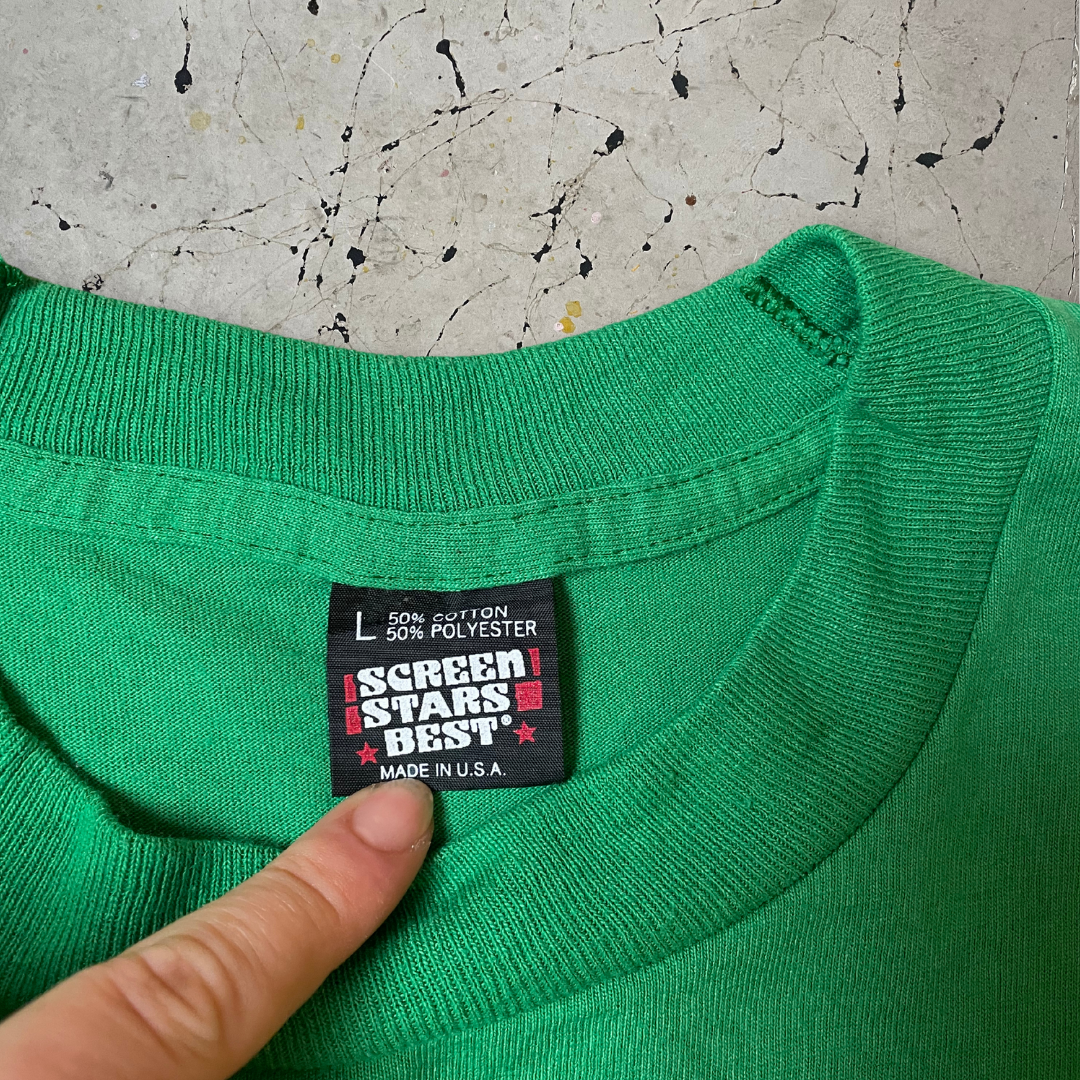 L 50% COTTON
50% POLYESTER
SCREEN
STARS
BEST®
MADE IN U.S.A.